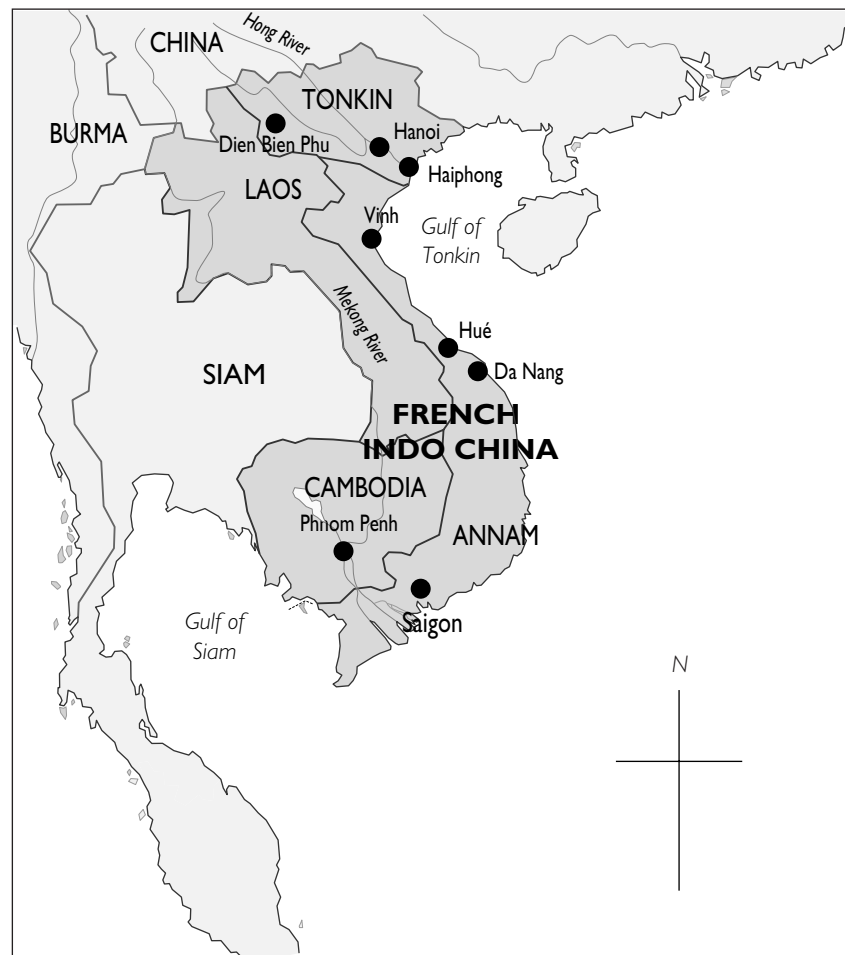 CHINA
Hong River
TONKIN
BURMA
Hanoi
Dien Bien Phu
Haiphong
LAOS
Vinh
Gulf of
Tonkin
Mekong River
Hué
SIAM
Da Nang
FRENCH
INDO CHINA
CAMBODIA
Phnom Penh
ANNAM
Saigon
Gulf of
Siam
N